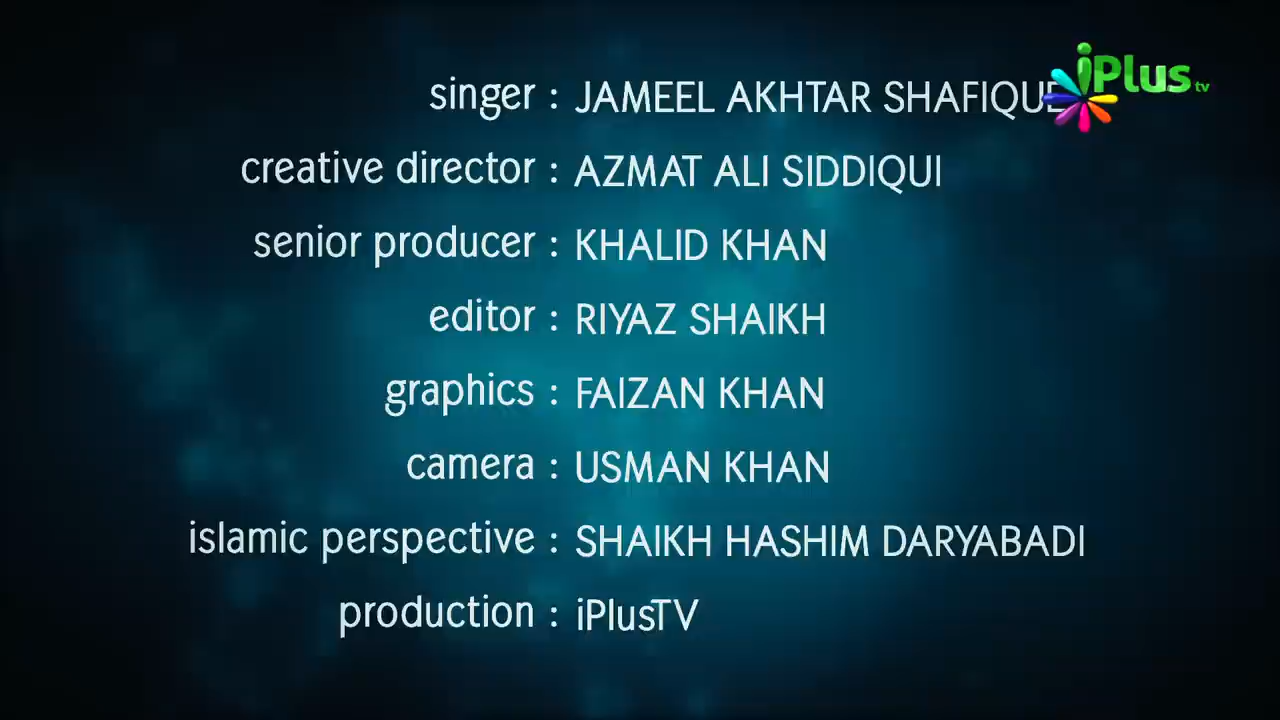 singer : JAMEEL AKHTAR SHAFIQUE
iPlus tv
creative director : AZMAT ALI SIDDIQUI
senior producer : KHALID KHAN
editor : RIYAZ SHAIKH
graphics : FAIZAN KHAN
camera : USMAN KHAN
islamic perspective : SHAIKH HASHIM DARYABADI
production : iPlusTV